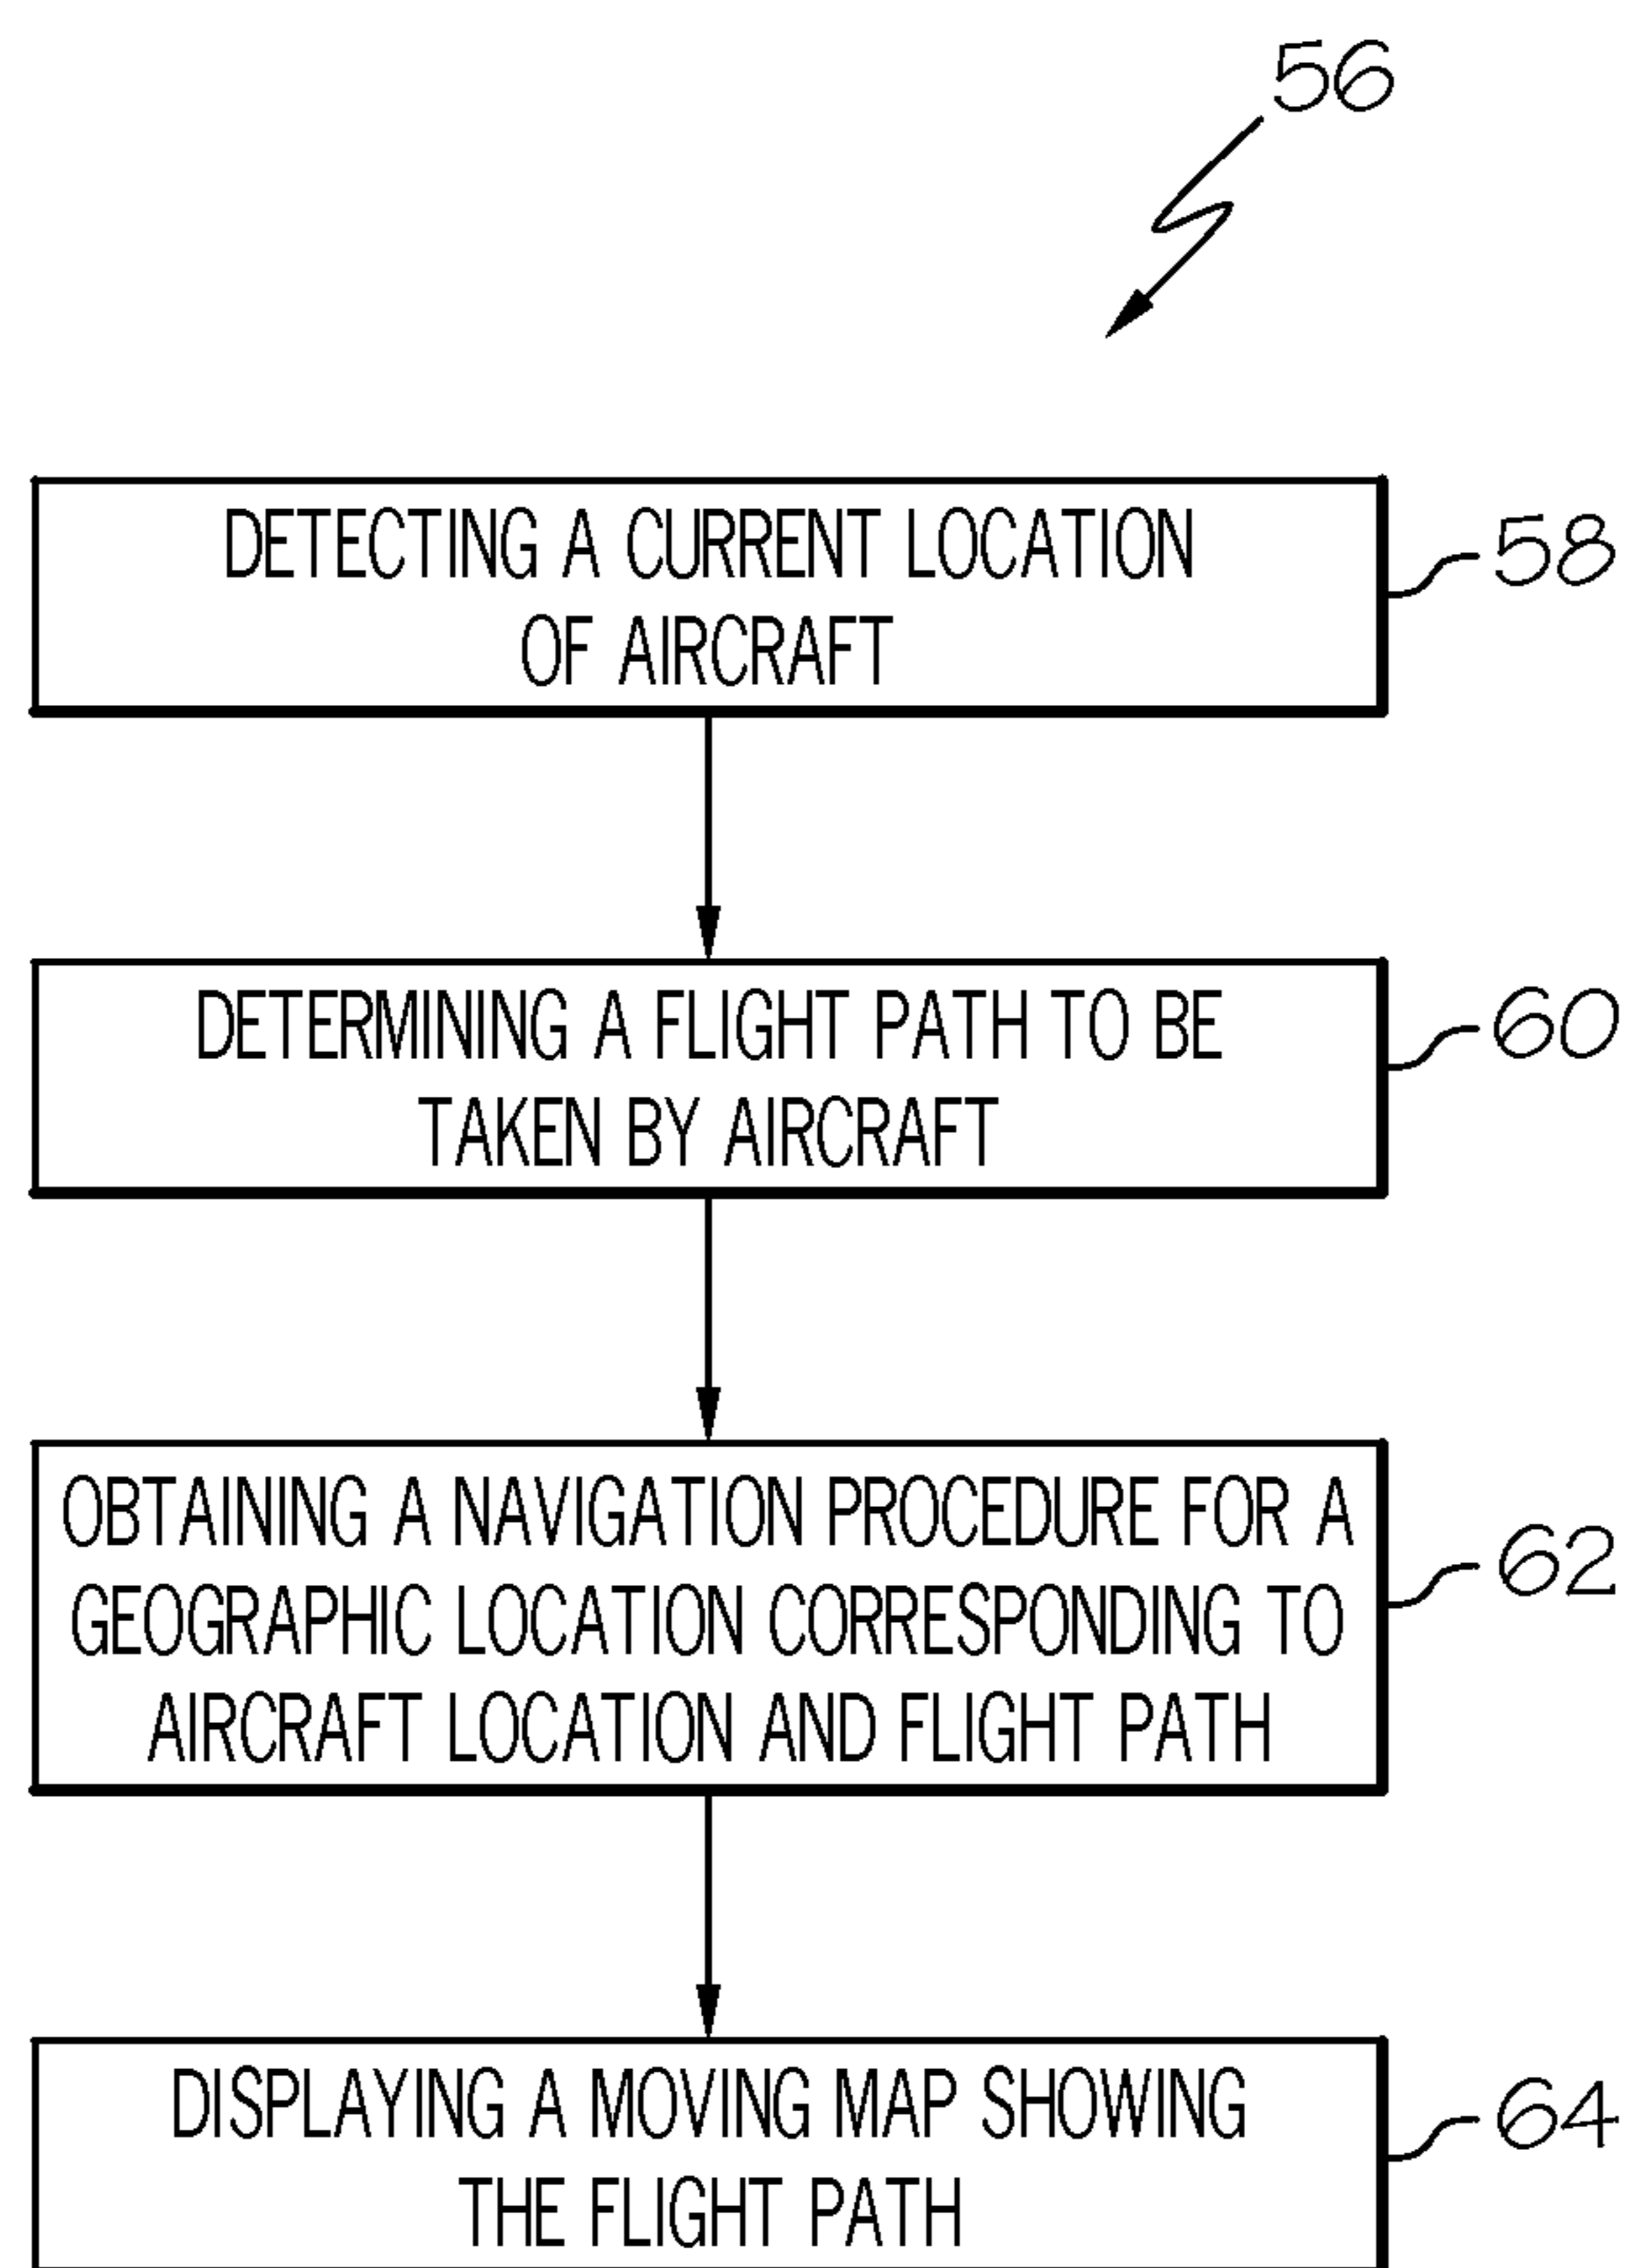 56
DETECTING A CURRENT LOCATION
OF AIRCRAFT
58
DETERMINING A FLIGHT PATH TO BE
TAKEN BY AIRCRAFT
60
OBTAINING A NAVIGATION PROCEDURE FOR A
GEOGRAPHIC LOCATION CORRESPONDING TO
AIRCRAFT LOCATION AND FLIGHT PATH
62
DISPLAYING A MOVING MAP SHOWING
THE FLIGHT PATH
64